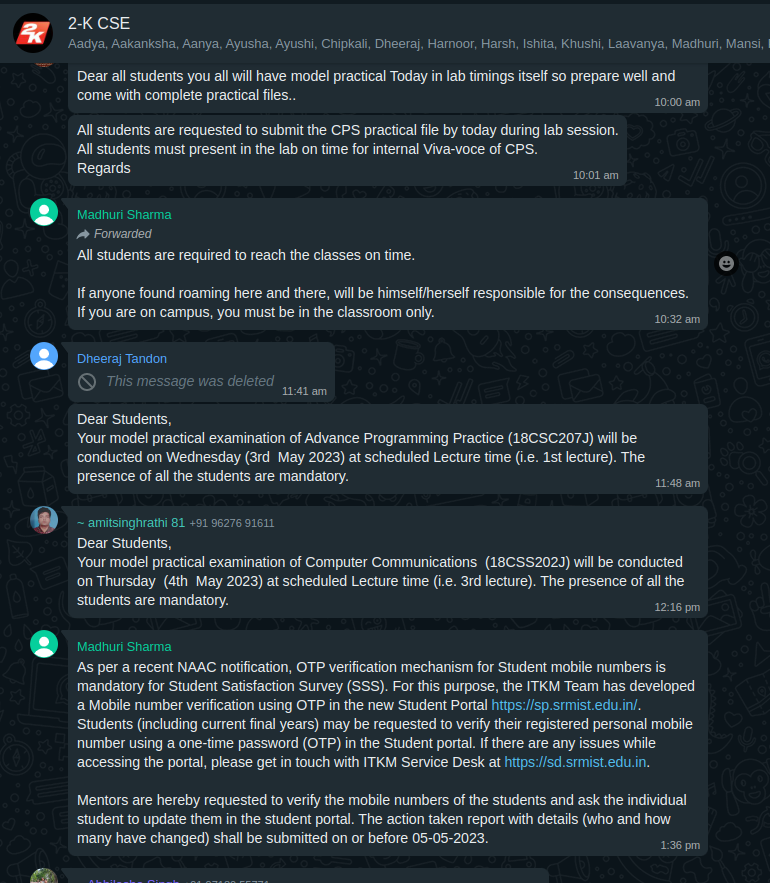 2K
2-K CSE
Aadya, Aakanksha, Aanya, Ayusha, Ayushi, Chipkali, Dheeraj, Harnoor, Harsh, Ishita, Khushi, Laavanya, Madhuri, Mansi,
Dear all students you all will have model practical Today in lab timings itself so prepare well and
come with complete practical files..
10:00 am
All students are requested to submit the CPS practical file by today during lab session.
All students must present in the lab on time for internal Viva-voce of CPS.
Regards
10:01 am
Madhuri Sharma
Forwarded
All students are required to reach the classes on time.
If anyone found roaming here and there, will be himself/herself responsible for the consequences.
If you are on campus, you must be in the classroom only.
10:32 am
Dheeraj Tandon
This message was deleted
11:41 am
Dear Students,
Your model practical examination of Advance Programming Practice (18CSC207J) will be
conducted on Wednesday (3rd  May 2023) at scheduled Lecture time (i.e. 1st lecture). The
presence of all the students are mandatory.
11:48 am
~ amitsinghrathi 81 +91 96276 91611
Dear Students,
Your model practical examination of Computer Communications  (18CSS202J) will be conducted
on Thursday  (4th  May 2023) at scheduled Lecture time (i.e. 3rd lecture). The presence of all the
students are mandatory.
12:16 pm
Madhuri Sharma
As per a recent NAAC notification, OTP verification mechanism for Student mobile numbers is
mandatory for Student Satisfaction Survey (SSS). For this purpose, the ITKM Team has developed
a Mobile number verification using OTP in the new Student Portal https://sp.srmist.edu.in/.
Students (including current final years) may be requested to verify their registered personal mobile
number using a one-time password (OTP) in the Student portal. If there are any issues while
accessing the portal, please get in touch with ITKM Service Desk at https://sd.srmist.edu.in.
Mentors are hereby requested to verify the mobile numbers of the students and ask the individual
student to update them in the student portal. The action taken report with details (who and how
many have changed) shall be submitted on or before 05-05-2023.
1:36 pm